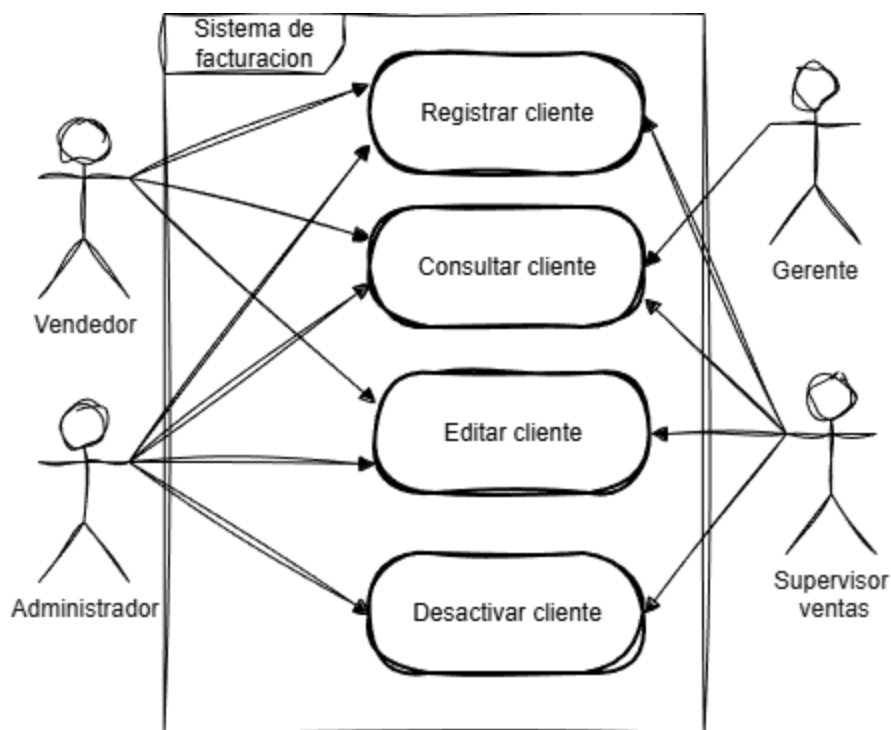 Sistema de
facturacion
Registrar cliente
Consultar cliente
Gerente
Vendedor
Editar cliente
Administrador
Desactivar cliente
Supervisor
ventas